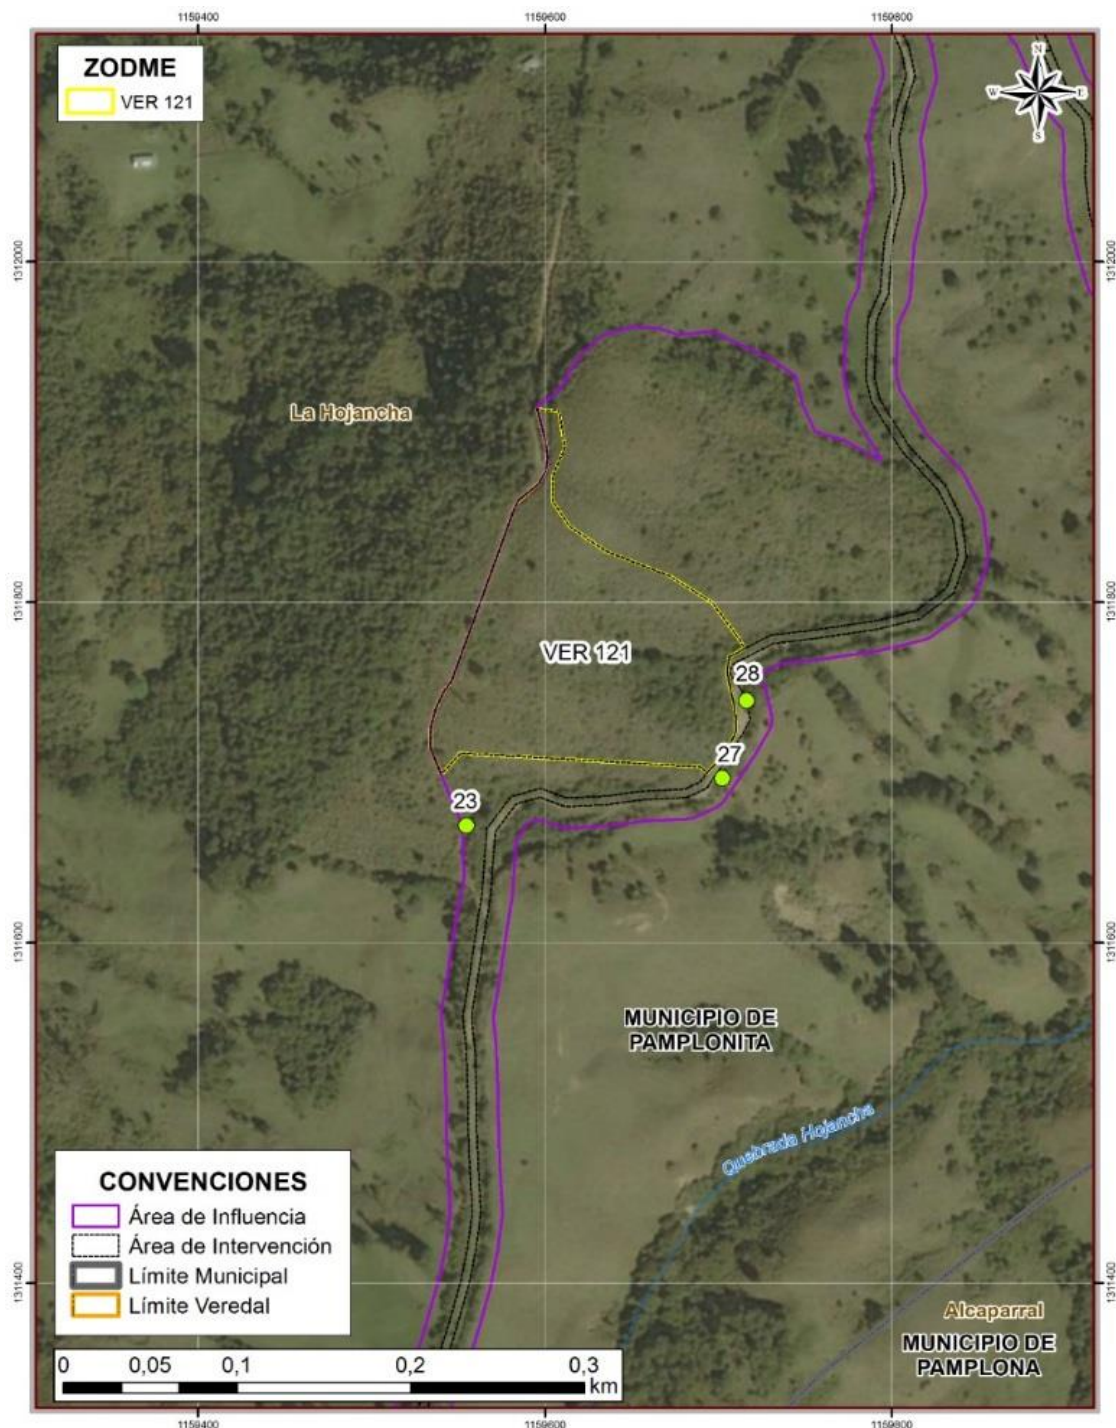 1159400
1159600
1159800
ZODME
VER 121
N
W
E
S
1312000
1312000
La Hojancha
1311800
1311800
VER 121
28
27
23
1311600
1311600
MUNICIPIO DE
PAMPLONITA
Quebrada Hojancha
CONVENCIONES
Área de Influencia
Área de Intervención
Límite Municipal
Límite Veredal
1311400
1311400
Alcaparral
MUNICIPIO DE
PAMPLONA
0 0,05 0,1 0,2 0,3
km
1159400
1159600
1159800